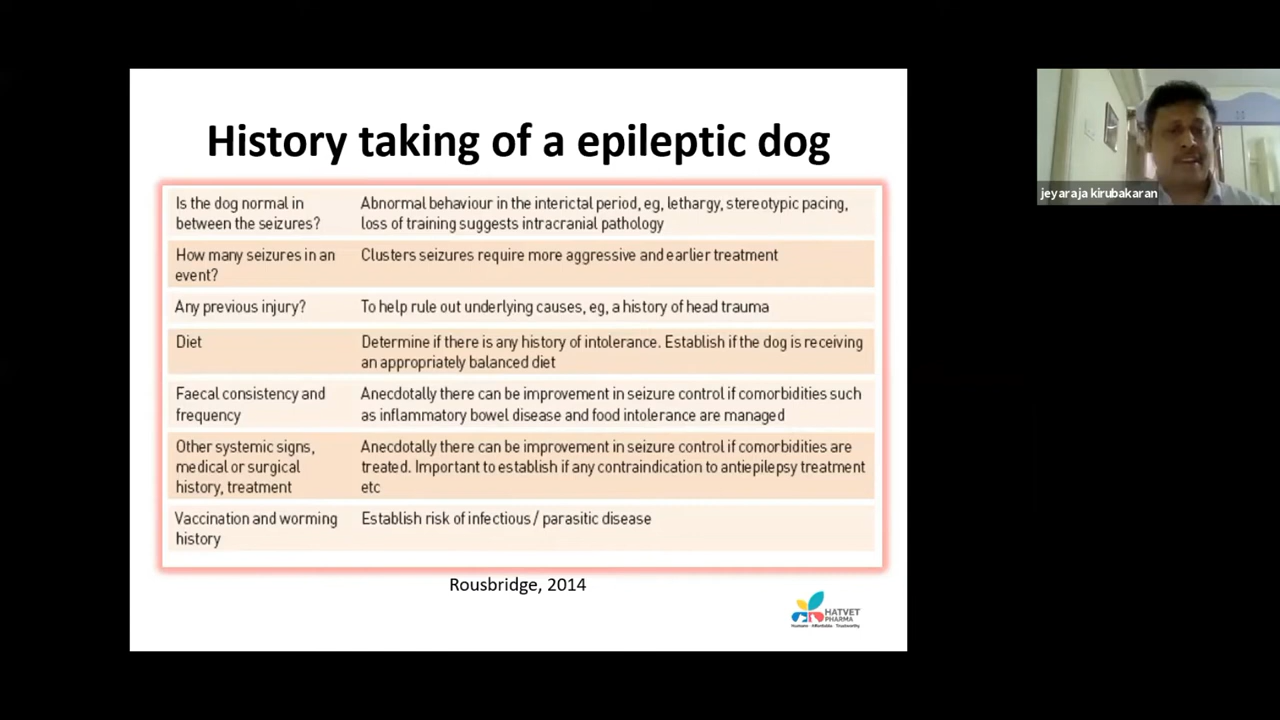 History taking of a epileptic dog
Is the dog normal in
between the seizures?
Abnormal behaviour in the interictal period, eg, lethargy, stereotypic pacing,
loss of training suggests intracranial pathology
How many seizures in an
event?
Clusters seizures require more aggressive and earlier treatment
Any previous injury?
To help rule out underlying causes, eg, a history of head trauma
Diet
Determine if there is any history of intolerance. Establish if the dog is receiving
an appropriately balanced diet
Faecal consistency and
frequency
Anecdotally there can be improvement in seizure control if comorbidities such
as inflammatory bowel disease and food intolerance are managed
Other systemic signs,
medical or surgical
history, treatment
Anecdotally there can be improvement in seizure control if comorbidities are
treated. Important to establish if any contraindication to antiepilepsy treatment
etc
Vaccination and worming
history
Establish risk of infectious / parasitic disease
Rousbridge, 2014
HATVET
PHARMA
Humane - Affordable - Trustworthy
jeyaraja kirubakaran